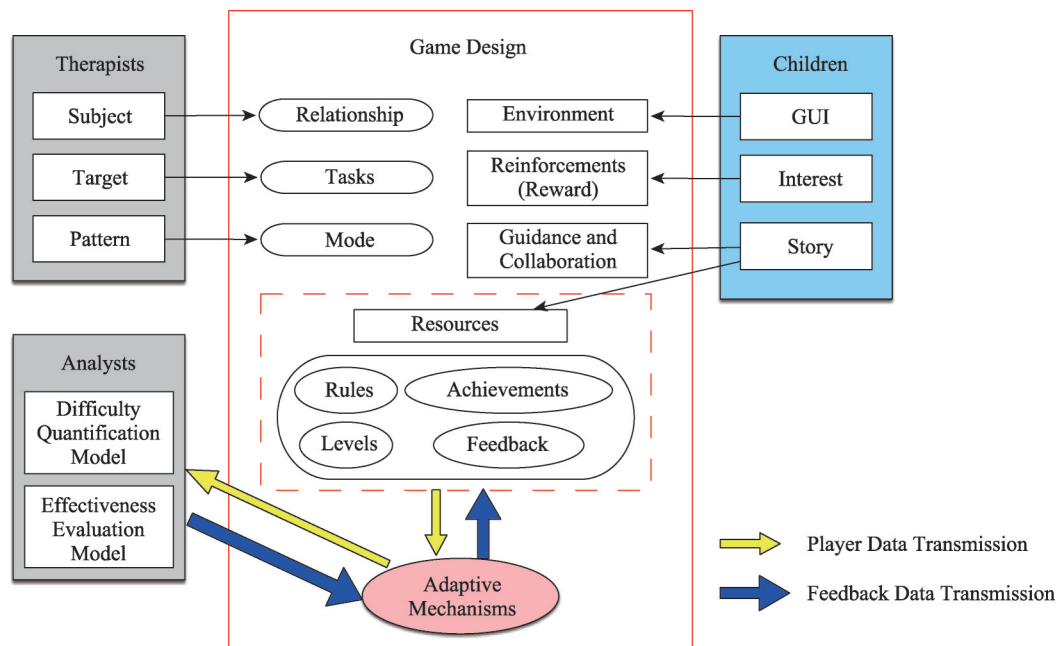 Game Design
Therapists
Subject
Target
Pattern
Relationship
Tasks
Mode
Environment
Reinforcements
(Reward)
Guidance and
Collaboration
Children
GUI
Interest
Story
Resources
Rules
Achievements
Levels
Feedback
Analysts
Difficulty
Quantification
Model
Effectiveness
Evaluation
Model
Adaptive
Mechanisms
Player Data Transmission
Feedback Data Transmission